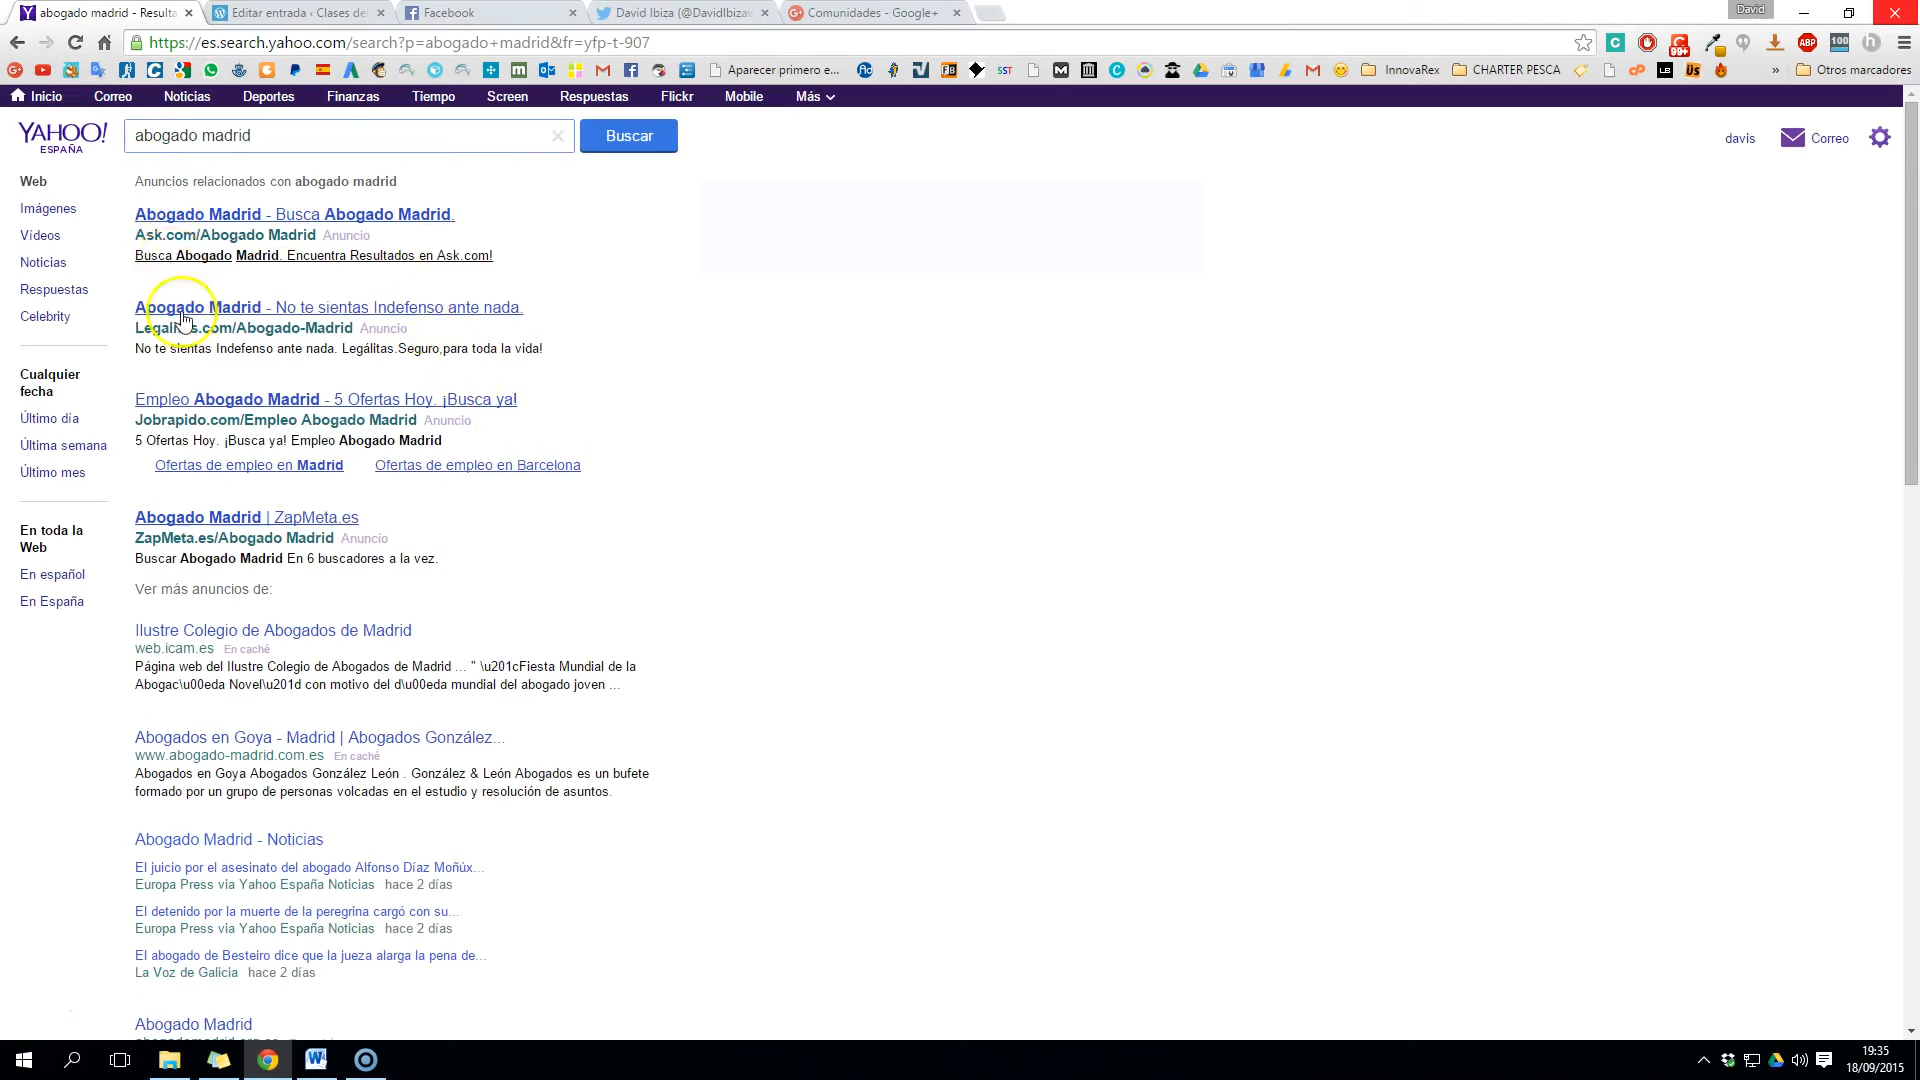 abogado madrid - Resulta
Editar entrada ‹ Clases de
Facebook
David Ibiza (@DavidIbiza
Comunidades - Google+
David
https://es.search.yahoo.com/search?p=abogado+madrid&fr=yfp-t-907
Aparecer primero e...
InnovaRex
CHARTER PESCA
Otros marcadores
Inicio
Correo
Noticias
Deportes
Finanzas
Tiempo
Screen
Respuestas
Flickr
Mobile
Más
YAHOO!
ESPAÑA
abogado madrid
Buscar
davis
Correo
Web
Imágenes
Vídeos
Noticias
Respuestas
Celebrity
Cualquier
fecha
Último día
Última semana
Último mes
En toda la
Web
En español
En España
Anuncios relacionados con abogado madrid
Abogado Madrid - Busca Abogado Madrid.
Ask.com/Abogado Madrid Anuncio
Busca Abogado Madrid. Encuentra Resultados en Ask.com!
Abogado Madrid - No te sientas Indefenso ante nada.
Legalitas.com/Abogado-Madrid Anuncio
No te sientas Indefenso ante nada. Legálitas.Seguro,para toda la vida!
Empleo Abogado Madrid - 5 Ofertas Hoy. ¡Busca ya!
Jobrapido.com/Empleo Abogado Madrid Anuncio
5 Ofertas Hoy. ¡Busca ya! Empleo Abogado Madrid
Ofertas de empleo en Madrid
Ofertas de empleo en Barcelona
Abogado Madrid | ZapMeta.es
ZapMeta.es/Abogado Madrid Anuncio
Buscar Abogado Madrid En 6 buscadores a la vez.
Ver más anuncios de:
Ilustre Colegio de Abogados de Madrid
web.icam.es En caché
Página web del Ilustre Colegio de Abogados de Madrid ... " \u201cFiesta Mundial de la
Abogac\u00eda Novel\u201d con motivo del d\u00eda mundial del abogado joven ...
Abogados en Goya - Madrid | Abogados González...
www.abogado-madrid.com.es En caché
Abogados en Goya Abogados González León . González & León Abogados es un bufete
formado por un grupo de personas volcadas en el estudio y resolución de asuntos.
Abogado Madrid - Noticias
El juicio por el asesinato del abogado Alfonso Díaz Moñúx...
Europa Press via Yahoo España Noticias hace 2 días
El detenido por la muerte de la peregrina cargó con su...
Europa Press via Yahoo España Noticias hace 2 días
El abogado de Besteiro dice que la jueza alarga la pena de...
La Voz de Galicia hace 2 días
Abogado Madrid
19:35
18/09/2015